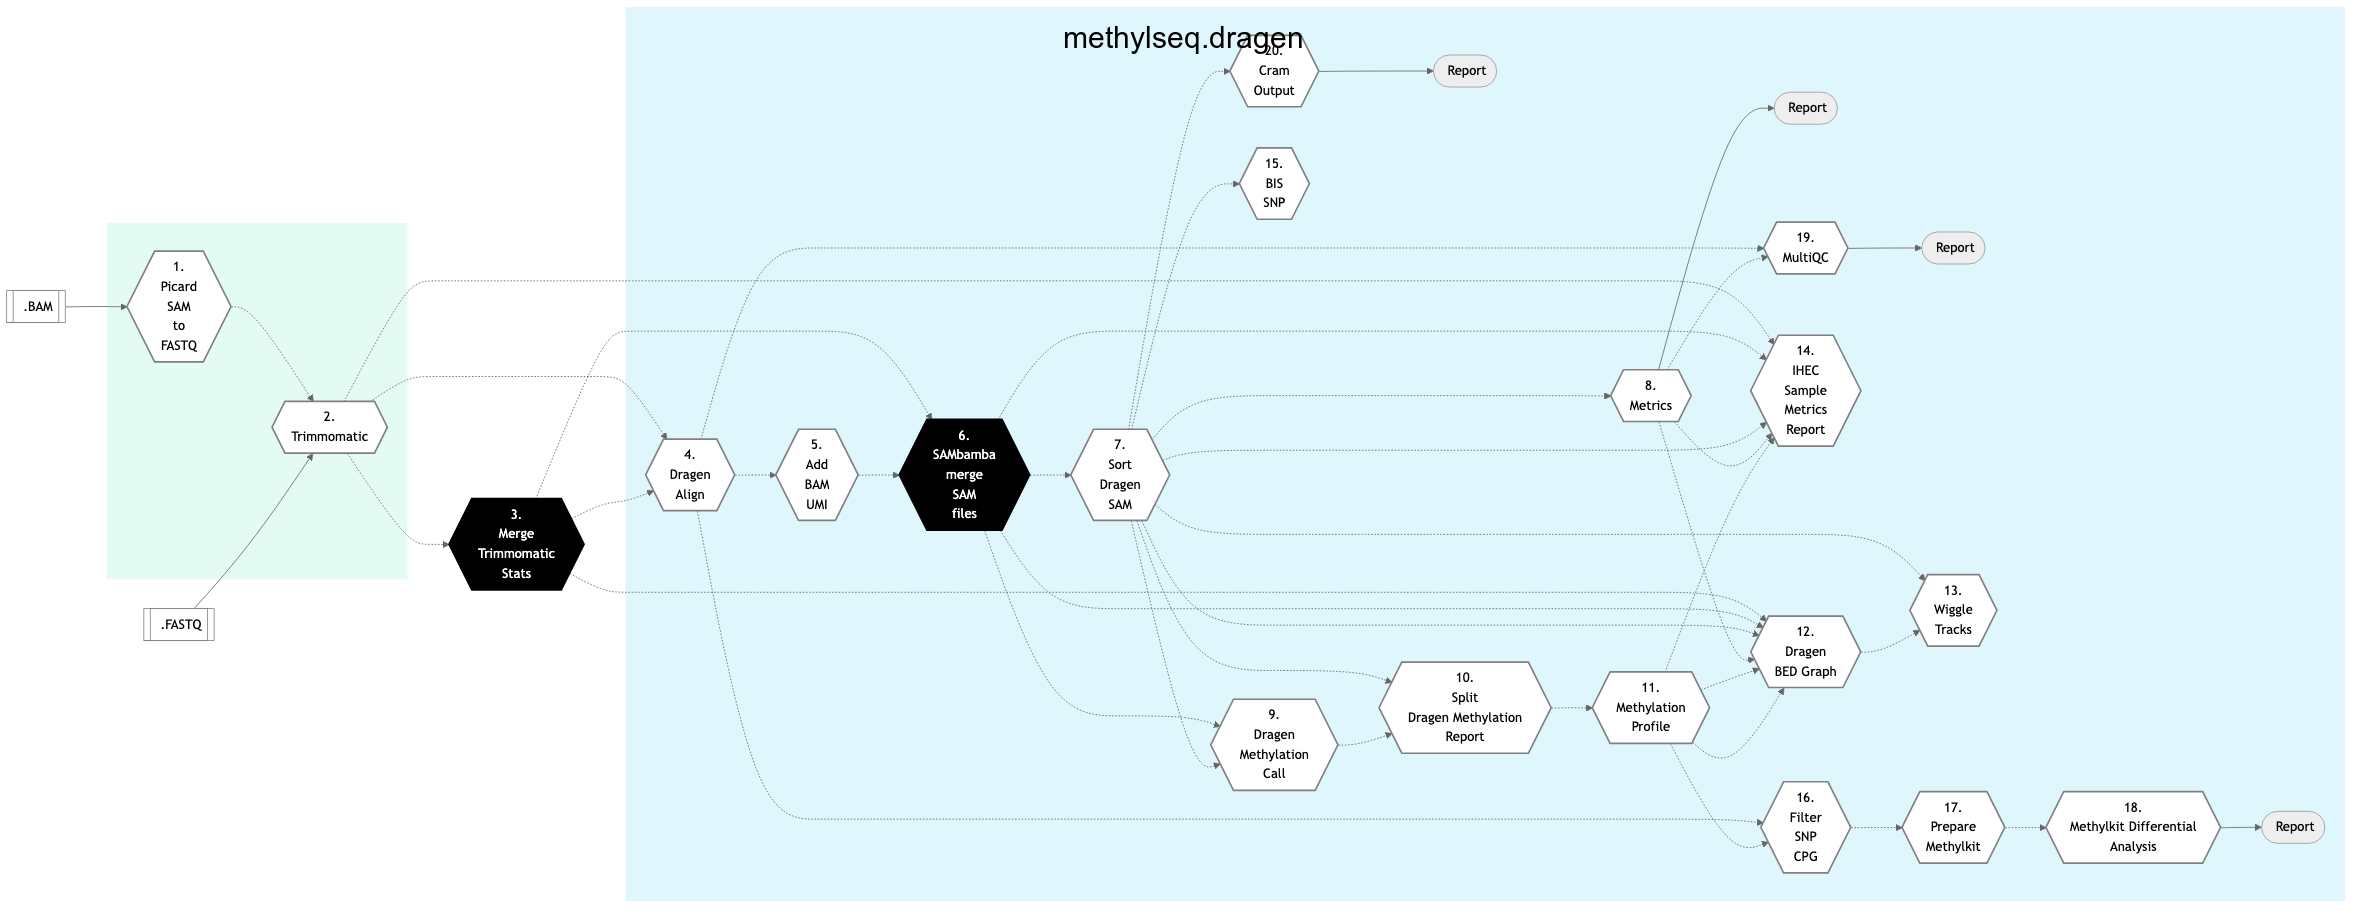 methylseq.dragen
20.
Cram
Output
Report
Report
15.
BIS
SNP
19.
MultiQC
Report
1.
Picard
SAM
to
FASTQ
.BAM
2.
Trimmomatic
14.
IHEC
Sample
Metrics
Report
8.
Metrics
3.
Merge
Trimmomatic
Stats
4.
Dragen
Align
5.
Add
BAM
UMI
6.
SAMbamba
merge
SAM
files
7.
Sort
Dragen
SAM
.FASTQ
13.
Wiggle
Tracks
12.
Dragen
BED Graph
10.
Split
Dragen Methylation
Report
11.
Methylation
Profile
9.
Dragen
Methylation
Call
16.
Filter
SNP
CPG
17.
Prepare
Methylkit
18.
Methylkit Differential
Analysis
Report